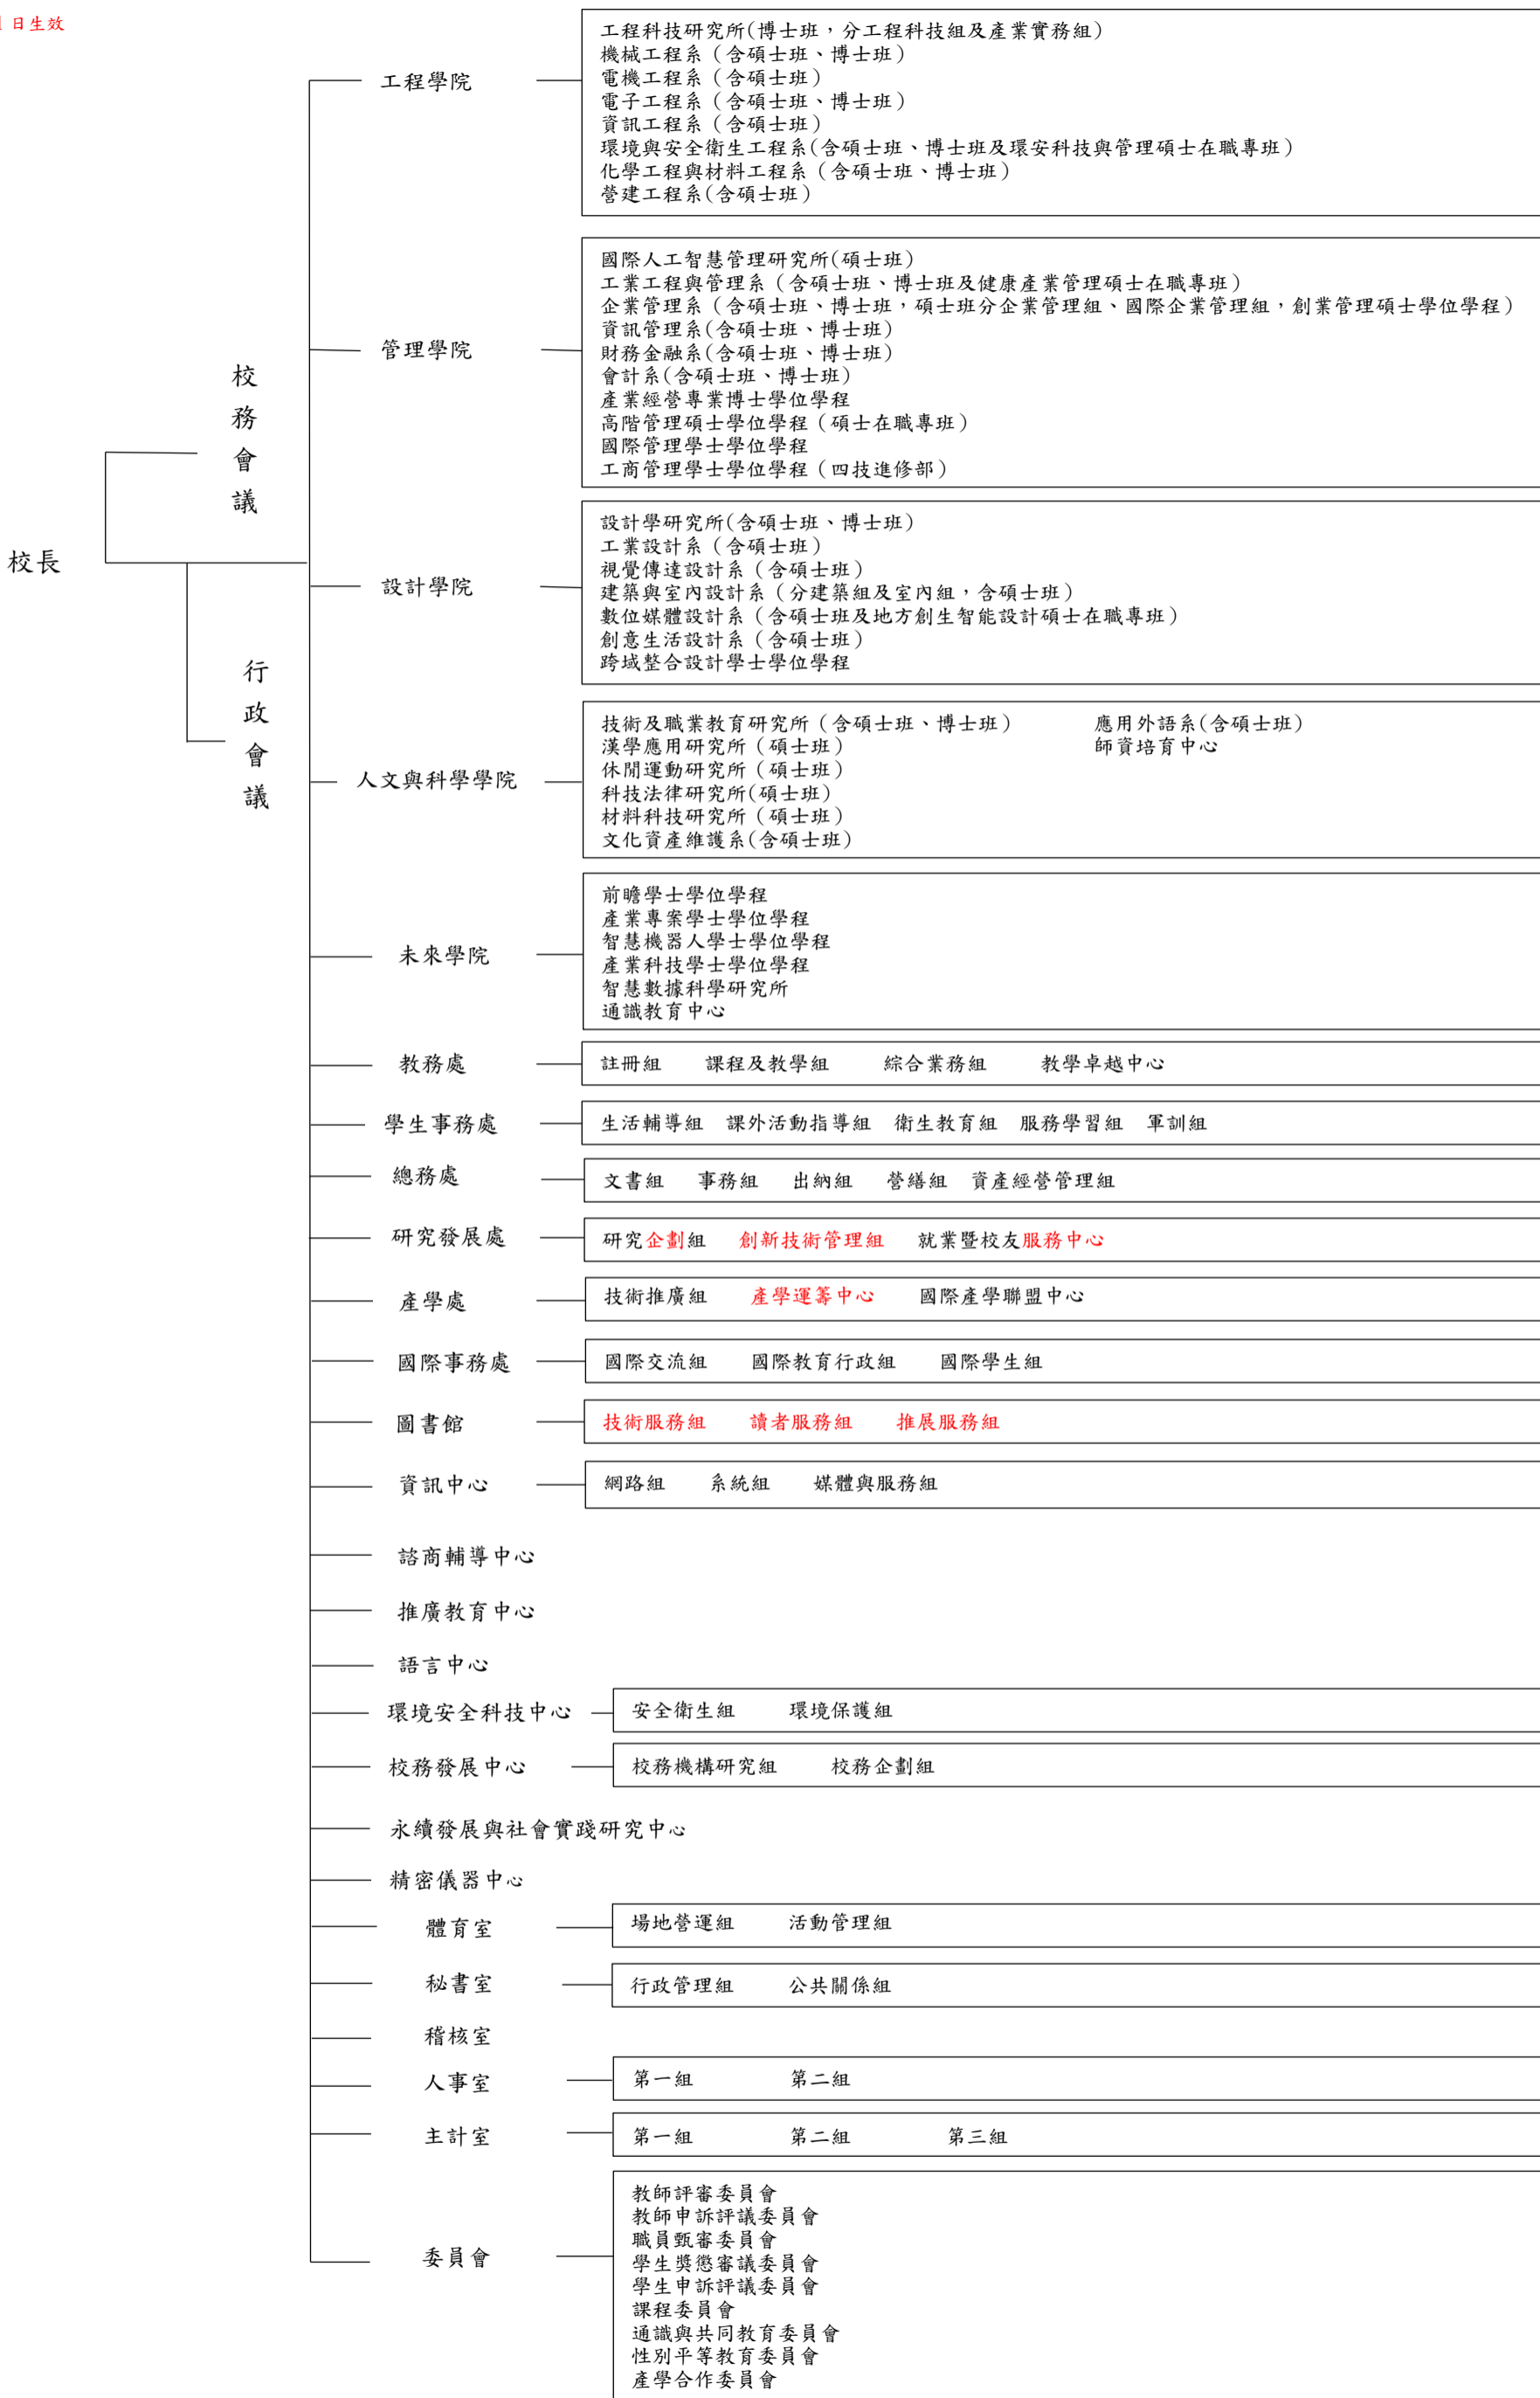 日生效
校長
校務會議
行政會議
工程學院
工程科技研究所(博士班，分工程科技組及產業實務組)
機械工程系（含碩士班、博士班）
電機工程系（含碩士班）
電子工程系（含碩士班、博士班）
資訊工程系（含碩士班）
環境與安全衛生工程系(含碩士班、博士班及環安科技與管理碩士在職專班）
化學工程與材料工程系（含碩士班、博士班）
營建工程系(含碩士班）
管理學院
國際人工智慧管理研究所(碩士班)
工業工程與管理系（含碩士班、博士班及健康產業管理碩士在職專班）
企業管理系（含碩士班、博士班，碩士班分企業管理組、國際企業管理組，創業管理碩士學位學程）
資訊管理系(含碩士班、博士班)
財務金融系(含碩士班、博士班)
會計系(含碩士班、博士班)
產業經營專業博士學位學程
高階管理碩士學位學程（碩士在職專班）
國際管理學士學位學程
工商管理學士學位學程（四技進修部）
設計學院
設計學研究所(含碩士班、博士班)
工業設計系（含碩士班）
視覺傳達設計系（含碩士班）
建築與室內設計系（分建築組及室內組，含碩士班）
數位媒體設計系（含碩士班及地方創生智能設計碩士在職專班）
創意生活設計系（含碩士班）
跨域整合設計學士學位學程
人文與科學學院
技術及職業教育研究所（含碩士班、博士班） 應用外語系(含碩士班)
漢學應用研究所（碩士班） 師資培育中心
休閒運動研究所（碩士班）
科技法律研究所(碩士班)
材料科技研究所（碩士班）
文化資產維護系(含碩士班)
未來學院
前瞻學士學位學程
產業專案學士學位學程
智慧機器人學士學位學程
產業科技學士學位學程
智慧數據科學研究所
通識教育中心
教務處 註冊組 課程及教學組 綜合業務組 教學卓越中心
學生事務處 生活輔導組 課外活動指導組 衛生教育組 服務學習組 軍訓組
總務處 文書組 事務組 出納組 營繕組 資產經營管理組
研究發展處 研究企劃組 創新技術管理組 就業暨校友服務中心
產學處 技術推廣組 產學運籌中心 國際產學聯盟中心
國際事務處 國際交流組 國際教育行政組 國際學生組
圖書館 技術服務組 讀者服務組 推展服務組
資訊中心 網路組 系統組 媒體與服務組
諮商輔導中心
推廣教育中心
語言中心
環境安全科技中心 安全衛生組 環境保護組
校務發展中心 校務機構研究組 校務企劃組
永續發展與社會實踐研究中心
精密儀器中心
體育室 場地營運組 活動管理組
秘書室 行政管理組 公共關係組
稽核室
人事室 第一組 第二組
主計室 第一組 第二組 第三組
委員會
教師評審委員會
教師申訴評議委員會
職員甄審委員會
學生獎懲審議委員會
學生申訴評議委員會
課程委員會
通識與共同教育委員會
性別平等教育委員會
產學合作委員會